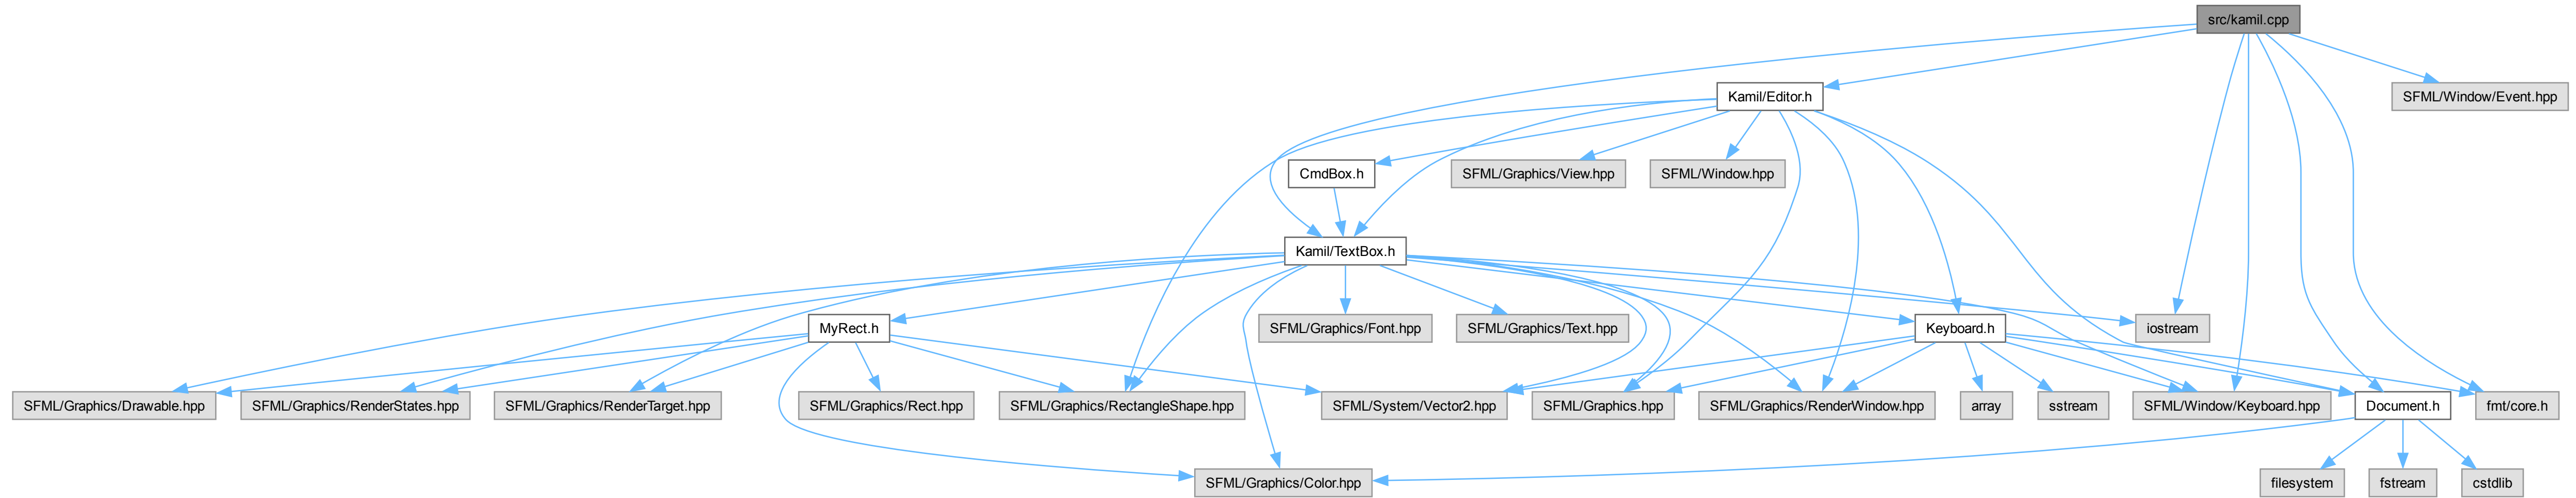 src/kamil.cpp
Kamil/Editor.h
SFML/Window/Event.hpp
CmdBox.h
SFML/Graphics/View.hpp
SFML/Window.hpp
Kamil/TextBox.h
MyRect.h
SFML/Graphics/Font.hpp
SFML/Graphics/Text.hpp
Keyboard.h
iostream
SFML/Graphics/Drawable.hpp
SFML/Graphics/RenderStates.hpp
SFML/Graphics/RenderTarget.hpp
SFML/Graphics/Rect.hpp
SFML/Graphics/RectangleShape.hpp
SFML/System/Vector2.hpp
SFML/Graphics.hpp
SFML/Graphics/RenderWindow.hpp
array
sstream
SFML/Window/Keyboard.hpp
Document.h
fmt/core.h
SFML/Graphics/Color.hpp
filesystem
fstream
cstdlib